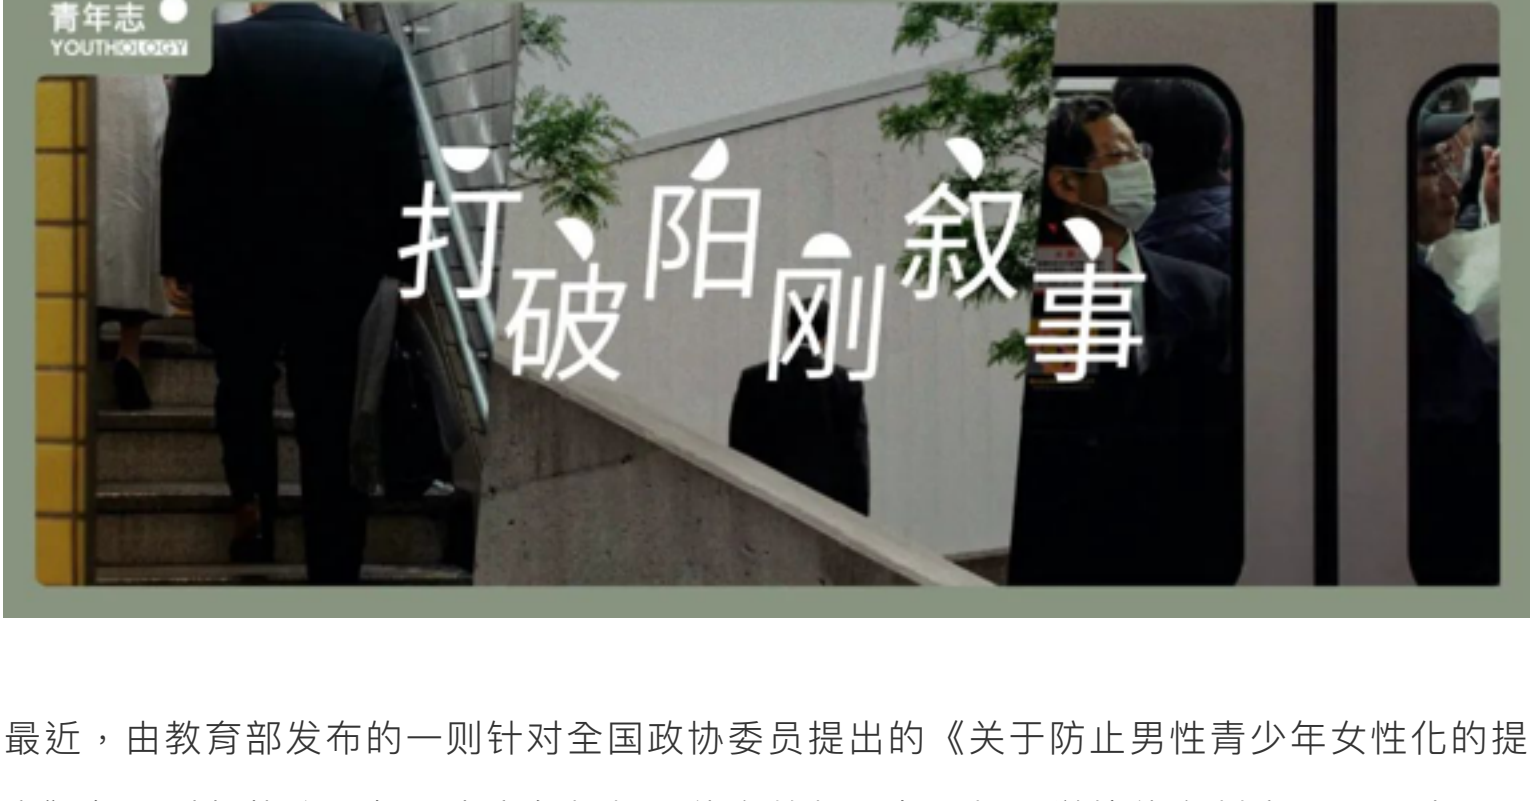 青年志
YOUTHOLOGY
打破阳刚叙事
最近，由教育部发布的一则针对全国政协委员提出的《关于防止男性青少年女性化的提